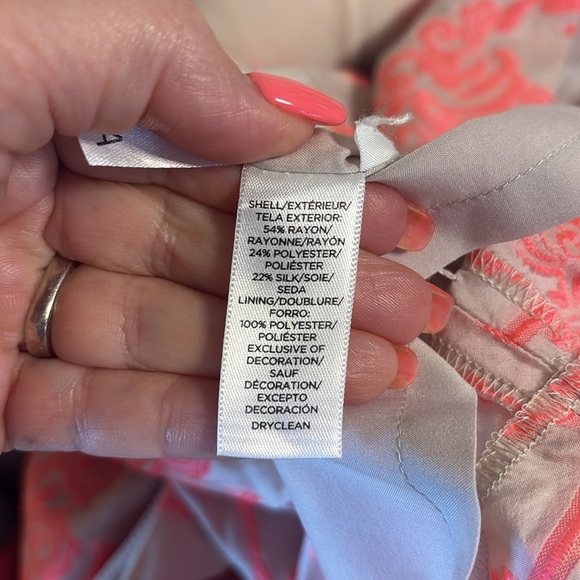 SHELL/EXTÉRIEUR/
TELA EXTERIOR:
54% RAYON/
RAYONNE/RAYÓN
24% POLYESTER/
POLIÉSTER
22% SILK/SOIE/
SEDA
LINING/DOUBLURE/
FORRO:
100% POLYESTER/
POLIÉSTER
EXCLUSIVE OF
DECORATION/
SAUF
DÉCORATION/
EXCEPTO
DECORACIÓN
DRYCLEAN